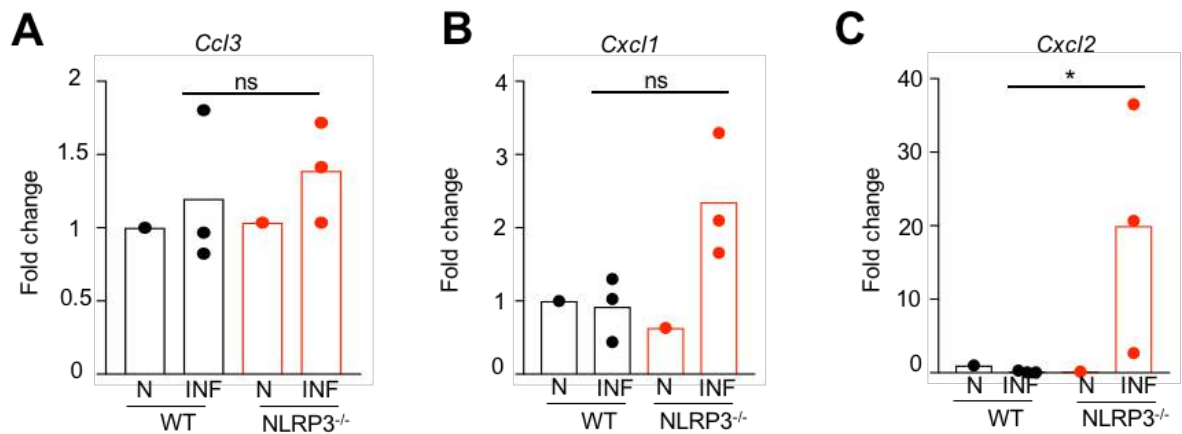 A
Ccl3
Fold change
2
1.5
1
0.5
0
ns
N INF N INF
WT NLRP3-/-
B
Cxcl1
Fold change
4
3
2
1
0
ns
N INF N INF
WT NLRP3-/-
C
Cxcl2
Fold change
40
30
20
10
0
*
N INF N INF
WT NLRP3-/-